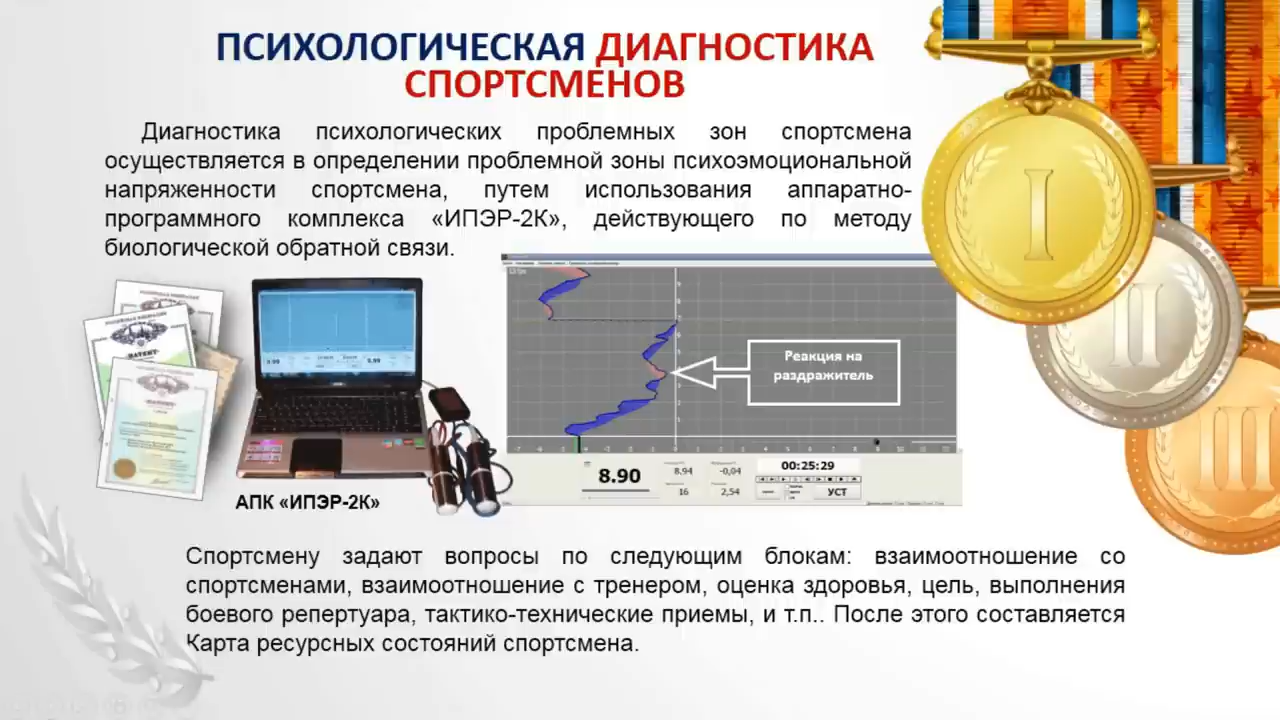 ПСИХОЛОГИЧЕСКАЯ ДИАГНОСТИКА
СПОРТСМЕНОВ
Диагностика психологических проблемных зон спортсмена
осуществляется в определении проблемной зоны психоэмоциональной
напряженности спортсмена, путем использования аппаратно-
программного комплекса «ИПЭР-2К», действующего по методу
биологической обратной связи.
I
II
III
Реакция на
раздражитель
8.90
8,94
-0,04
16
2,54
00:25:29
УСТ
АПК «ИПЭР-2К»
Спортсмену задают вопросы по следующим блокам: взаимоотношение со
спортсменами, взаимоотношение с тренером, оценка здоровья, цель, выполнения
боевого репертуара, тактико-технические приемы, и т.п.. После этого составляется
Карта ресурсных состояний спортсмена.